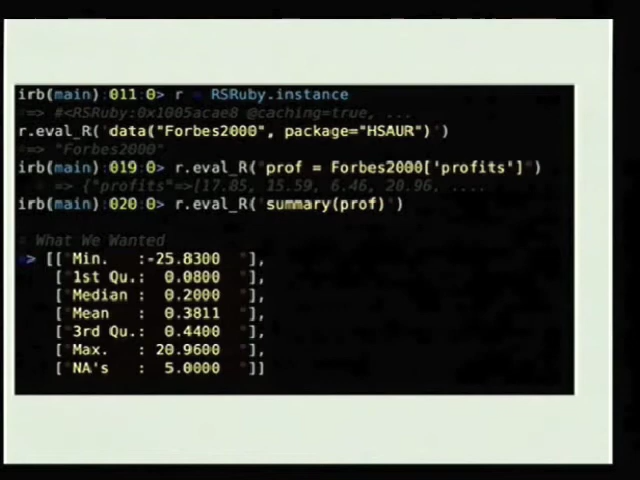 irb(main):011:0> r = RSRuby.instance
=> #<RSRuby:0x1005acae8 @caching=true, ...
r.eval_R('data("Forbes2000", package="HSAUR")')
=> "Forbes2000"
irb(main):019:0> r.eval_R("prof = Forbes2000['profits']")
=> {"profits"=>[17.85, 15.59, 6.46, 20.96, ....
irb(main):020:0> r.eval_R("summary(prof)")
# What We Wanted
=> [["Min.   :-25.8300  "],
["1st Qu.:  0.0800  "],
["Median :  0.2000  "],
["Mean   :  0.3811  "],
["3rd Qu.:  0.4400  "],
["Max.   : 20.9600  "],
["NA's   :  5.0000  "]]